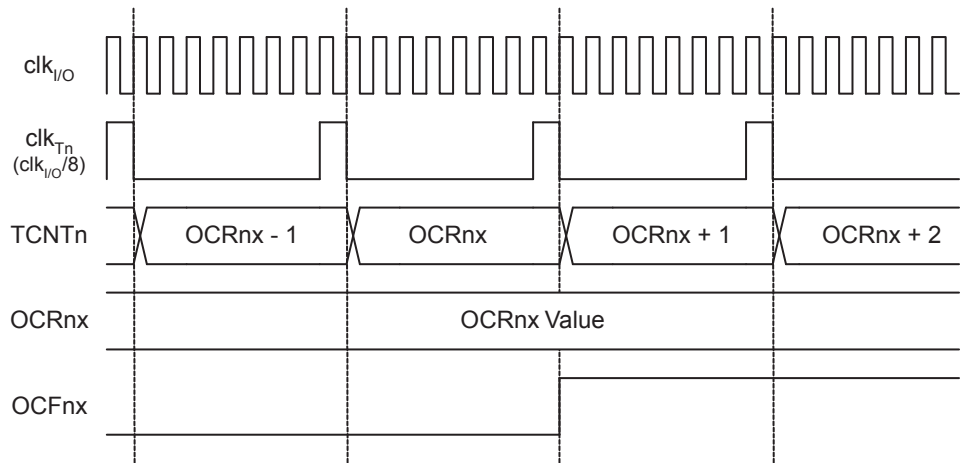 clkI/O
clkTn
(clkI/O/8)
TCNTn
OCRnx - 1
OCRnx
OCRnx + 1
OCRnx + 2
OCRnx
OCRnx Value
OCFnx